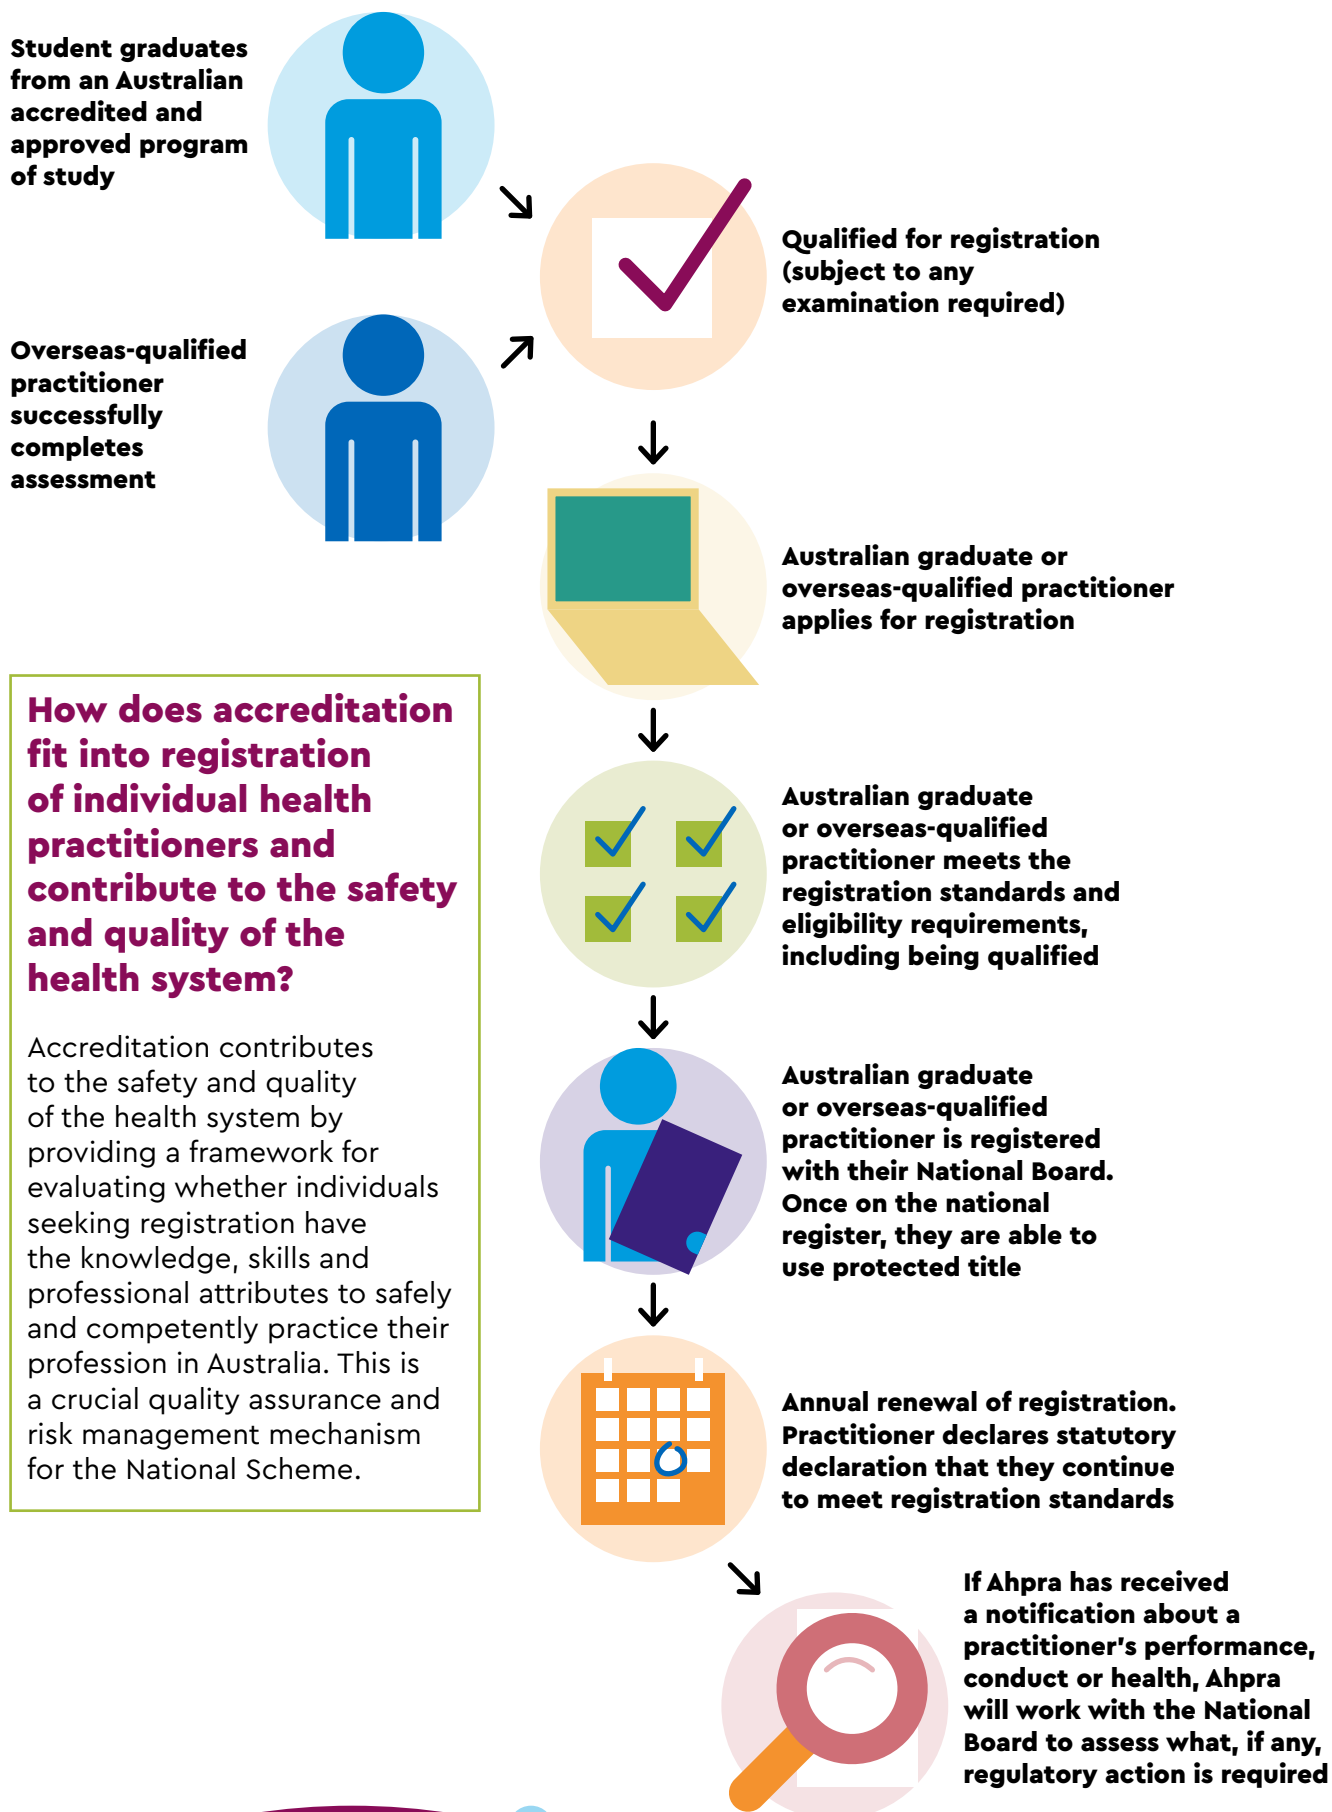 Student graduates
from an Australian
accredited and
approved program
of study
Overseas-qualified
practitioner
successfully
completes
assessment
Qualified for registration
(subject to any
examination required)
Australian graduate or
overseas-qualified practitioner
applies for registration
Australian graduate
or overseas-qualified
practitioner meets the
registration standards and
eligibility requirements,
including being qualified
Australian graduate
or overseas-qualified
practitioner is registered
with their National Board.
Once on the national
register, they are able to
use protected title
Annual renewal of registration.
Practitioner declares statutory
declaration that they continue
to meet registration standards
If Ahpra has received
a notification about a
practitioner's performance,
conduct or health, Ahpra
will work with the National
Board to assess what, if any,
regulatory action is required
How does accreditation
fit into registration
of individual health
practitioners and
contribute to the safety
and quality of the
health system?
Accreditation contributes
to the safety and quality
of the health system by
providing a framework for
evaluating whether individuals
seeking registration have
the knowledge, skills and
professional attributes to safely
and competently practice their
profession in Australia. This is
a crucial quality assurance and
risk management mechanism
for the National Scheme.